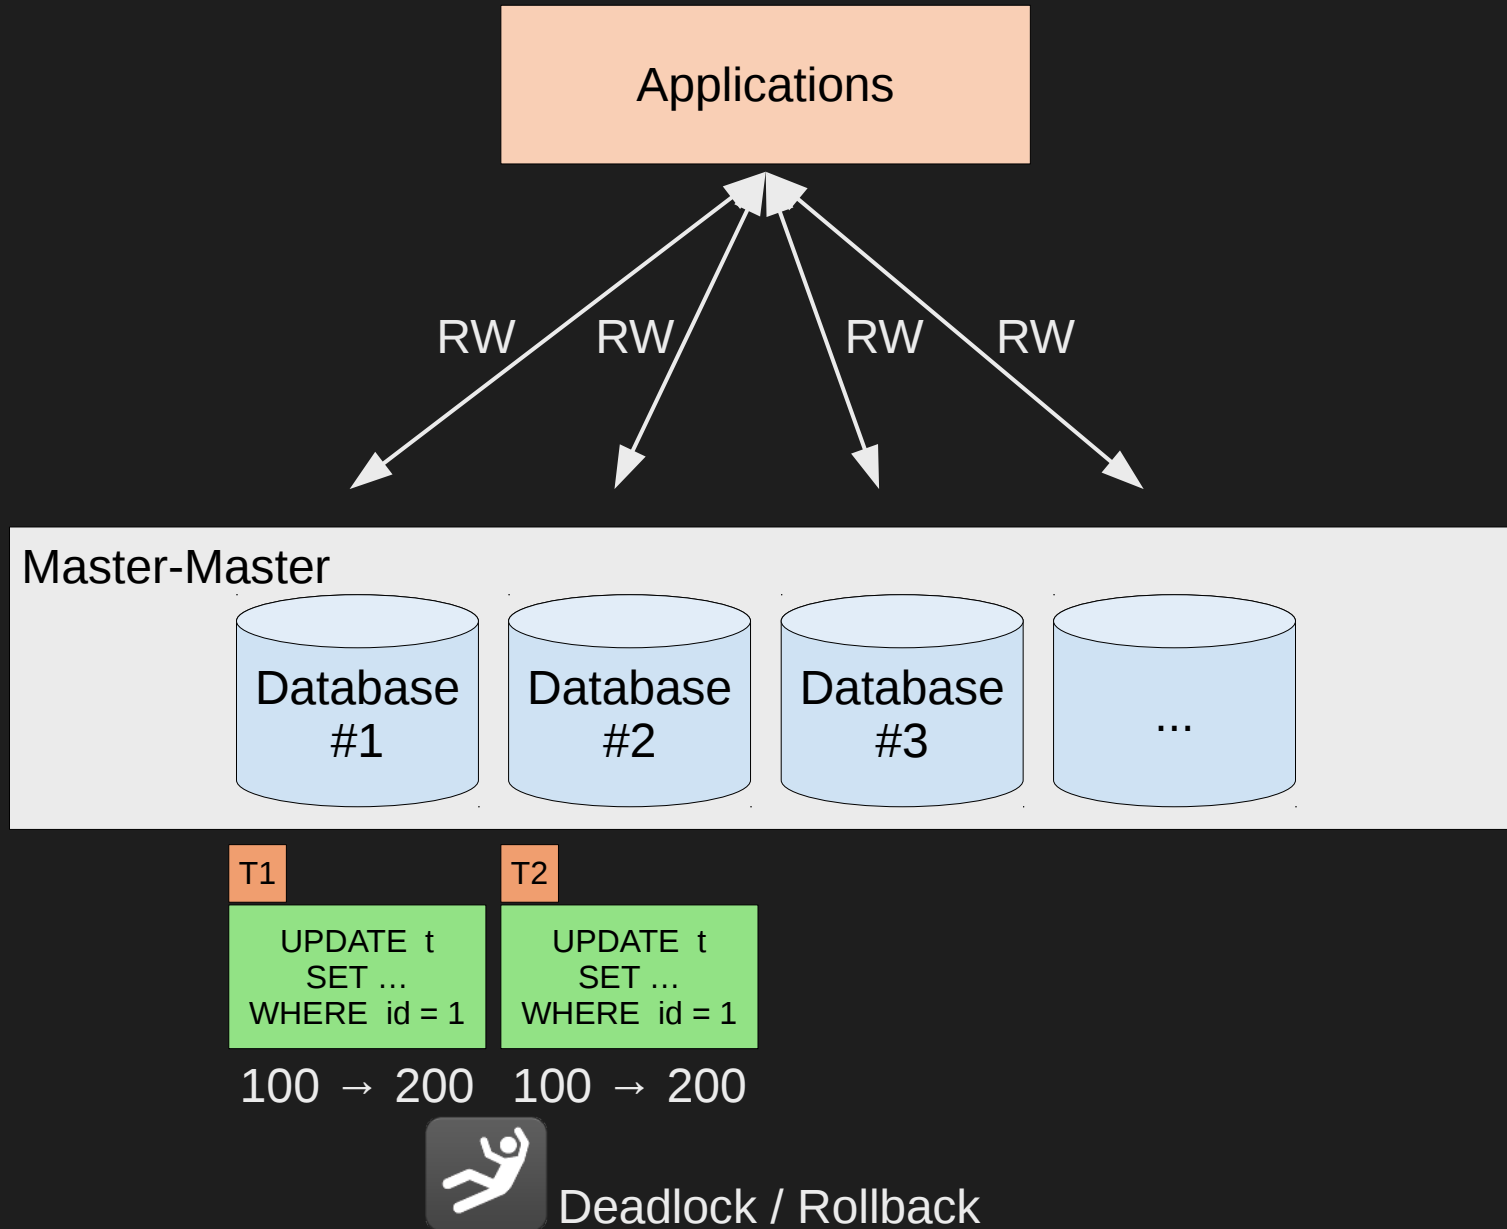 Applications
RW RW RW RW
Master-Master
Database
#1
Database
#2
Database
#3
...
T1
UPDATE t
SET …
WHERE id = 1
100 → 200
T2
UPDATE t
SET …
WHERE id = 1
100 → 200
Deadlock / Rollback